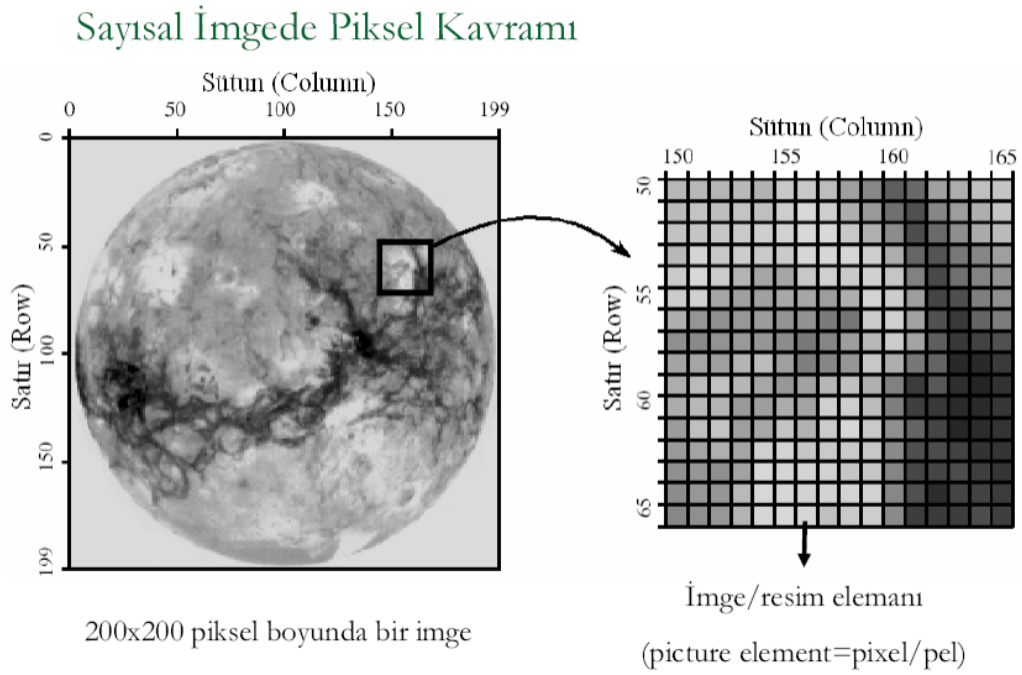 Sayısal İmgede Piksel Kavramı
Sütun (Column)
0 50 100 150 199
Satır (Row)
0
50
100
150
199
200x200 piksel boyunda bir imge
Sütun (Column)
150 155 160 165
Satır (Row)
50
55
60
65
İmge/resim elemanı
(picture element=pixel/pel)